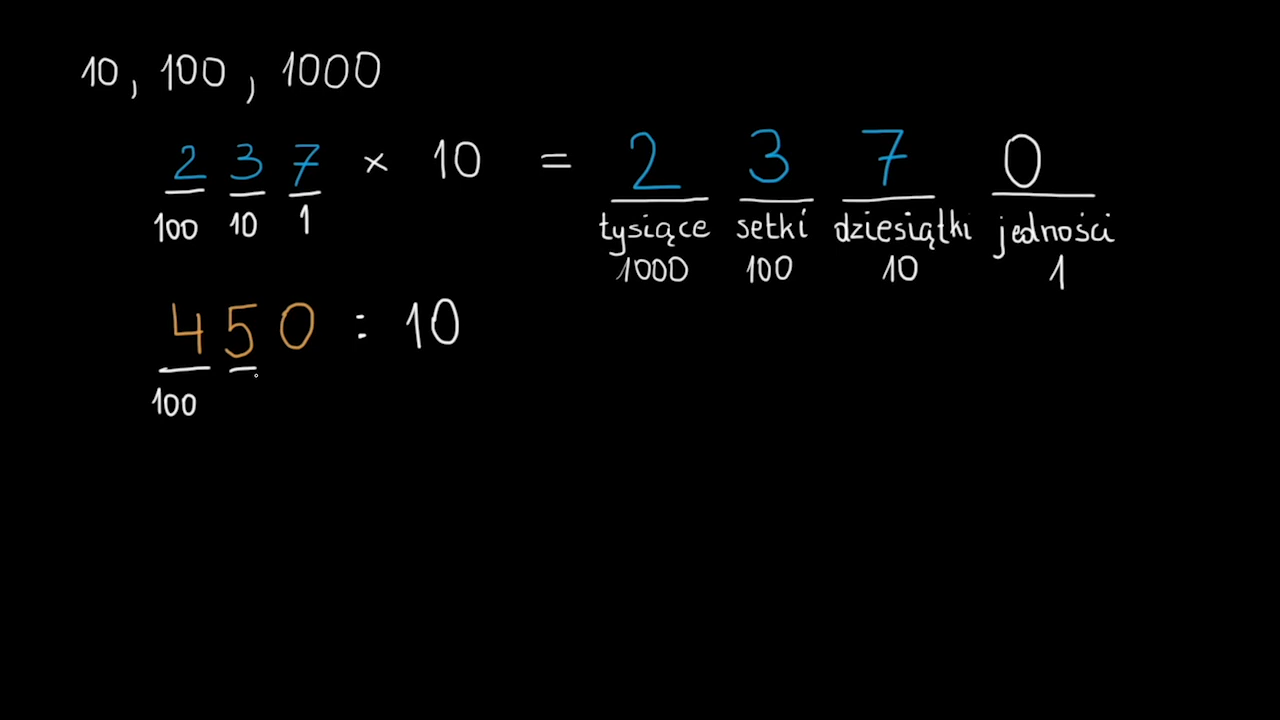 10, 100, 1000
2 3 7 × 10 = 2 3 7 0
100 10 1 tysiące setki dziesiątki jedności
1000 100 10 1
4 5 0 : 10
100